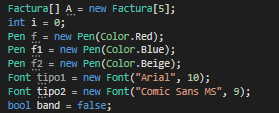 Factura[] A = new Factura[5];
int i = 0;
Pen f = new Pen(Color.Red);
Pen f1 = new Pen(Color.Blue);
Pen f2 = new Pen(Color.Beige);
Font tipo1 = new Font("Arial", 10);
Font tipo2 = new Font("Comic Sans MS", 9);
bool band = false;